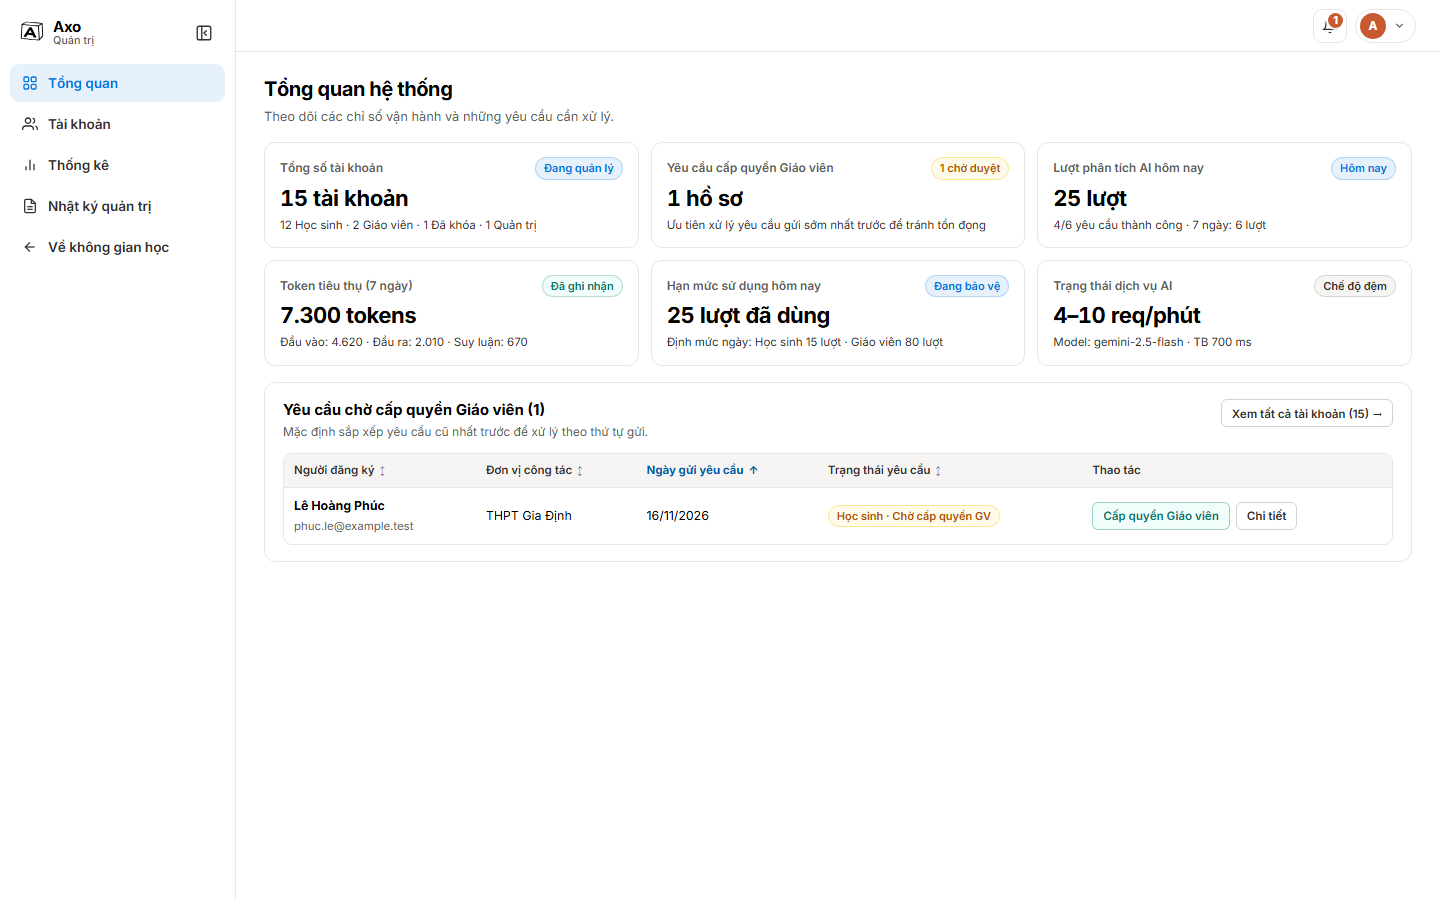 Axo
Quản trị
1
A
Tổng quan
Tài khoản
Thống kê
Nhật ký quản trị
Về không gian học
Tổng quan hệ thống
Theo dõi các chỉ số vận hành và những yêu cầu cần xử lý.
Tổng số tài khoản
Đang quản lý
15 tài khoản
12 Học sinh · 2 Giáo viên · 1 Đã khóa · 1 Quản trị
Yêu cầu cấp quyền Giáo viên
1 chờ duyệt
1 hồ sơ
Ưu tiên xử lý yêu cầu gửi sớm nhất trước để tránh tồn đọng
Lượt phân tích AI hôm nay
Hôm nay
25 lượt
4/6 yêu cầu thành công · 7 ngày: 6 lượt
Token tiêu thụ (7 ngày)
Đã ghi nhận
7.300 tokens
Đầu vào: 4.620 · Đầu ra: 2.010 · Suy luận: 670
Hạn mức sử dụng hôm nay
Đang bảo vệ
25 lượt đã dùng
Định mức ngày: Học sinh 15 lượt · Giáo viên 80 lượt
Trạng thái dịch vụ AI
Chế độ đệm
4–10 req/phút
Model: gemini-2.5-flash · TB 700 ms
Yêu cầu chờ cấp quyền Giáo viên (1)
Mặc định sắp xếp yêu cầu cũ nhất trước để xử lý theo thứ tự gửi.
Xem tất cả tài khoản (15) →
Người đăng ký ↕ Đơn vị công tác ↕ Ngày gửi yêu cầu ↑ Trạng thái yêu cầu ↕ Thao tác
Lê Hoàng Phúc
phuc.le@example.test
THPT Gia Định
16/11/2026
Học sinh · Chờ cấp quyền GV
Cấp quyền Giáo viên
Chi tiết